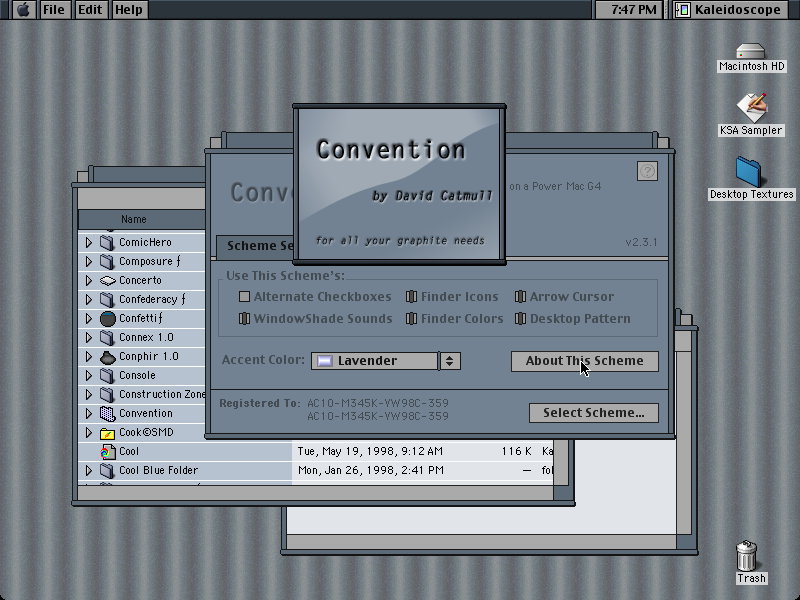 File Edit Help 7:47 PM Kaleidoscope
Macintosh HD
KSA Sampler
Desktop Textures
Trash
Convention
by David Catmull
for all your graphite needs
Conv
on a Power Mac G4
v2.3.1
Scheme Se
Use This Scheme's:
Alternate Checkboxes Finder Icons Arrow Cursor
WindowShade Sounds Finder Colors Desktop Pattern
Accent Color: Lavender About This Scheme
Registered To: AC10-M345K-YW98C-359
AC10-M345K-YW98C-359
Select Scheme...
Name
ComicHero
Composure ƒ
Concerto
Confederacy ƒ
Confetti ƒ
Connex 1.0
Conphir 1.0
Console
Construction Zone
Convention
Cook©SMD
Cool Tue, May 19, 1998, 9:12 AM 116 K Ka
Cool Blue Folder Mon, Jan 26, 1998, 2:41 PM — fol